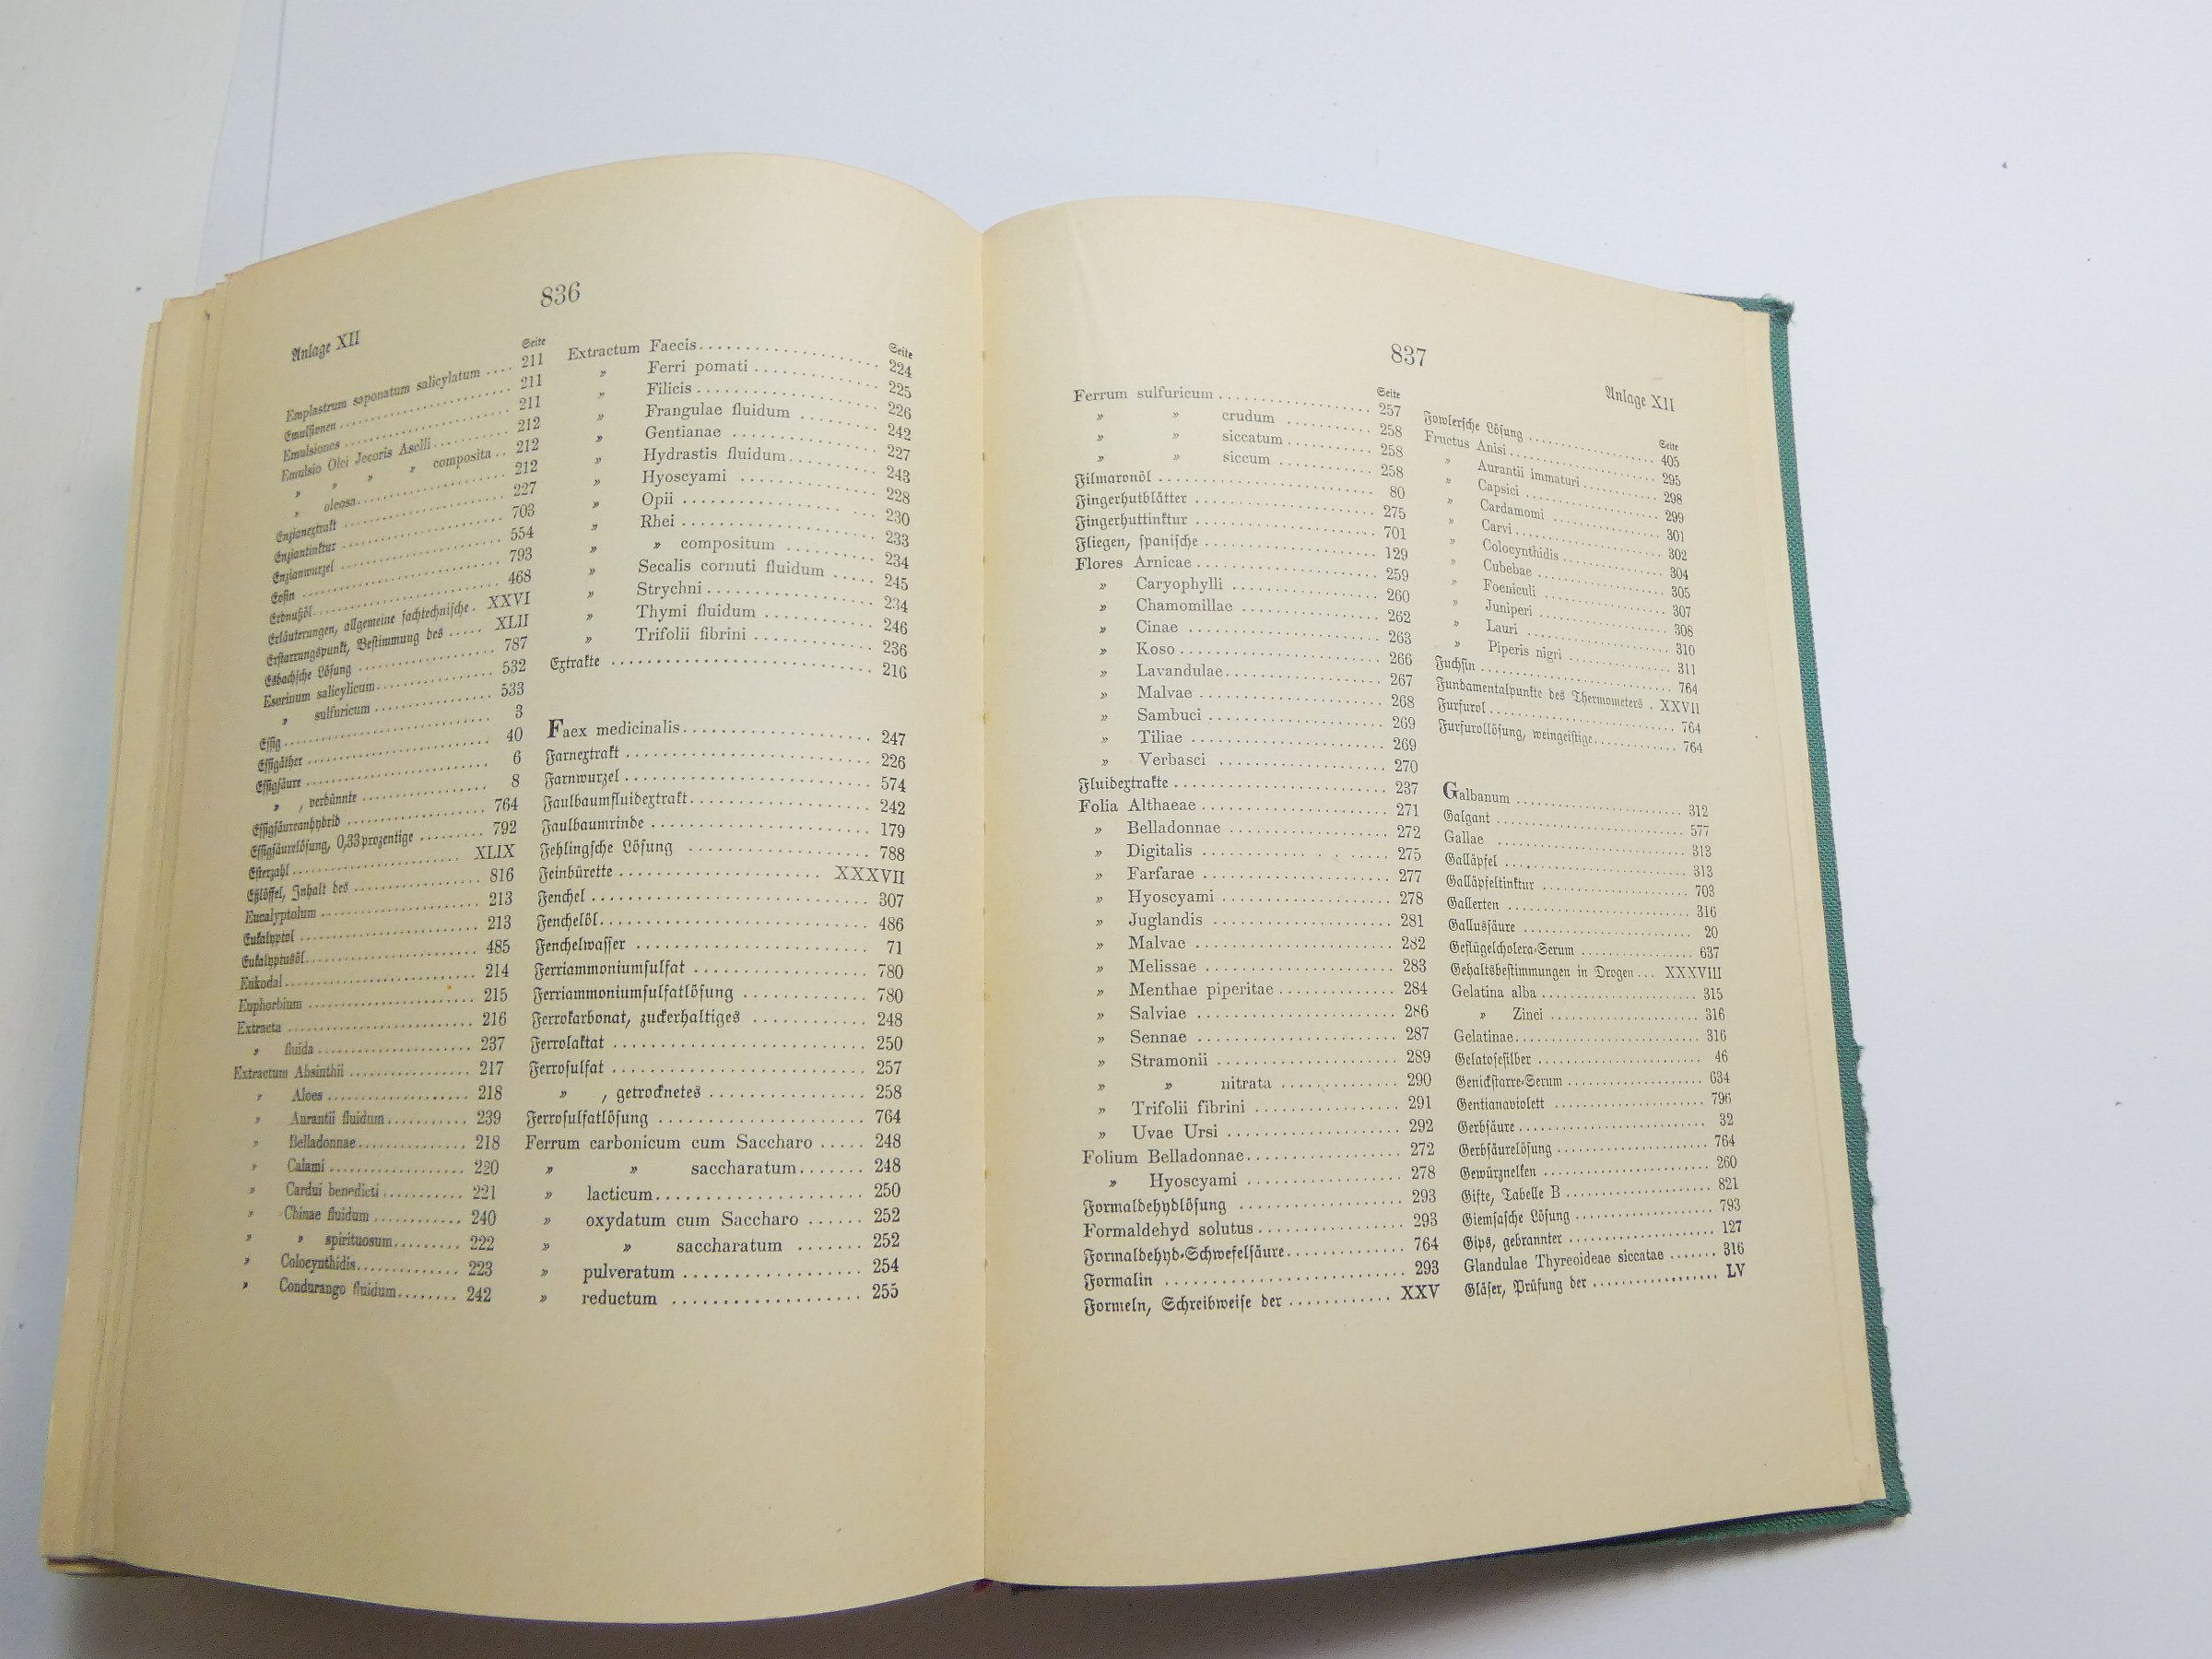 836
Anlage XII
Seite
Emplastrum saponatum salicylatum .... 211
Emulsionen ........ 211
Emulsiones ........ 211
Emulsio Olei Jecoris Aselli ........ 212
» » » » composita .. 212
» oleosa ........ 212
Enzianextrakt ........ 227
Enziantinktur ........ 703
Enzianwurzel ........ 554
Eosin ........ 793
Erdnußöl ........ 468
Erläuterungen, allgemeine fachtechnische . XXVI
Erstarrungspunkt, Bestimmung des ..... XLII
Esbachsche Lösung ........ 787
Eserinum salicylicum ........ 532
» sulfuricum ........ 533
Essig ........ 3
Essigäther ........ 40
Essigsäure ........ 6
» , verdünnte ........ 8
Essigsäureanhydrid ........ 764
Essigsäurelösung, 0,33prozentige ........ 792
Esterzahl ........ XLIX
Eßlöffel, Inhalt des ........ 816
Eucalyptolum ........ 213
Eukalyptol ........ 213
Eukalyptusöl ........ 485
Eukodal ........ 214
Euphorbium ........ 215
Extracta ........ 216
» fluida ........ 237
Extractum Absinthii ........ 217
» Aloes ........ 218
» Aurantii fluidum ........ 239
» Belladonnae ........ 218
» Calami ........ 220
» Cardui benedicti ........ 221
» Chinae fluidum ........ 240
» » spirituosum ........ 222
» Colocynthidis ........ 223
» Condurango fluidum ........ 242
Seite
Extractum Faecis ........ 224
» Ferri pomati ........ 225
» Filicis ........ 226
» Frangulae fluidum ........ 242
» Gentianae ........ 227
» Hydrastis fluidum ........ 243
» Hyoscyami ........ 228
» Opii ........ 230
» Rhei ........ 233
» » compositum ........ 234
» Secalis cornuti fluidum ..... 245
» Strychni ........ 234
» Thymi fluidum ........ 246
» Trifolii fibrini ........ 236
Extrakte ........ 216
Faex medicinalis ........ 247
Farnextrakt ........ 226
Farnwurzel ........ 574
Faulbaumfluidextrakt ........ 242
Faulbaumrinde ........ 179
Fehlingsche Lösung ........ 788
Feinbürette ........ XXXVII
Fenchel ........ 307
Fenchelöl ........ 486
Fenchelwasser ........ 71
Ferriammoniumsulfat ........ 780
Ferriammoniumsulfatlösung ........ 780
Ferrokarbonat, zuckerhaltiges ........ 248
Ferrolaktat ........ 250
Ferrosulfat ........ 257
» , getrocknetes ........ 258
Ferrosulfatlösung ........ 764
Ferrum carbonicum cum Saccharo ..... 248
» » saccharatum ....... 248
» lacticum ........ 250
» oxydatum cum Saccharo ...... 252
» » saccharatum ....... 252
» pulveratum ........ 254
» reductum ........ 255
837
Anlage XII
Seite
Ferrum sulfuricum ........ 257
» » crudum ........ 258
» » siccatum ........ 258
» » siccum ........ 258
Filmaronöl ........ 80
Fingerhutblätter ........ 275
Fingerhuttinktur ........ 701
Fliegen, spanische ........ 129
Flores Arnicae ........ 259
» Caryophylli ........ 260
» Chamomillae ........ 262
» Cinae ........ 263
» Koso ........ 266
» Lavandulae ........ 267
» Malvae ........ 268
» Sambuci ........ 269
» Tiliae ........ 269
» Verbasci ........ 270
Fluidextrakte ........ 237
Folia Althaeae ........ 271
» Belladonnae ........ 272
» Digitalis ........ 275
» Farfarae ........ 277
» Hyoscyami ........ 278
» Juglandis ........ 281
» Malvae ........ 282
» Melissae ........ 283
» Menthae piperitae ........ 284
» Salviae ........ 286
» Sennae ........ 287
» Stramonii ........ 289
» » nitrata ........ 290
» Trifolii fibrini ........ 291
» Uvae Ursi ........ 292
Folium Belladonnae ........ 272
» Hyoscyami ........ 278
Formaldehydlösung ........ 293
Formaldehyd solutus ........ 293
Formaldehyd-Schwefelsäure ........ 764
Formalin ........ 293
Formeln, Schreibweise der ........ XXV
Seite
Fowlersche Lösung ........ 405
Fructus Anisi ........ 295
» Aurantii immaturi ........ 298
» Capsici ........ 299
» Cardamomi ........ 301
» Carvi ........ 302
» Colocynthidis ........ 304
» Cubebae ........ 305
» Foeniculi ........ 307
» Juniperi ........ 308
» Lauri ........ 310
» Piperis nigri ........ 311
Fuchsin ........ 764
Fundamentalpunkte des Thermometers . XXVII
Furfurol ........ 764
Furfurollösung, weingeistige ........ 764
Galbanum ........ 312
Galgant ........ 577
Gallae ........ 313
Galläpfel ........ 313
Galläpfeltinktur ........ 703
Gallerten ........ 316
Gallussäure ........ 20
Geflügelcholera-Serum ........ 637
Gehaltsbestimmungen in Drogen ... XXXVIII
Gelatina alba ........ 315
» Zinci ........ 316
Gelatinae ........ 316
Gelatosesilber ........ 46
Genickstarre-Serum ........ 634
Gentianaviolett ........ 796
Gerbsäure ........ 32
Gerbsäurelösung ........ 764
Gewürznelken ........ 260
Gifte, Tabelle B ........ 821
Giemsasche Lösung ........ 793
Gips, gebrannter ........ 127
Glandulae Thyreoideae siccatae ....... 316
Gläser, Prüfung der ........ LV